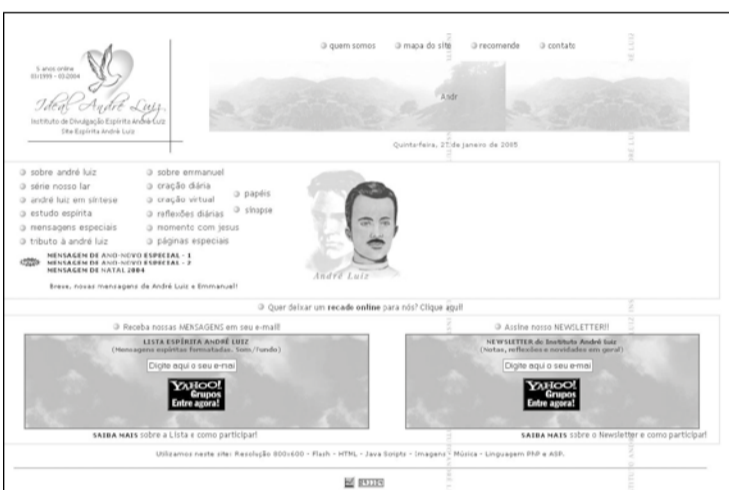 quem somos mapa do site recomende contato
5 anos online
03/1999 - 03/2004
Ideal André Luiz
Instituto de Divulgação Espírita André Luiz
Site Espírita André Luiz
Andr
Quinta-feira, 27 de janeiro de 2005
sobre andré luiz
série nosso lar
andré luiz em síntese
estudo espírita
mensagens especiais
tributo à andré luiz
sobre emmanuel
oração diária
oração virtual
reflexões diárias
momento com jesus
páginas especiais
papéis
sinapse
MENSAGEM DE ANO-NOVO ESPECIAL - 1
MENSAGEM DE ANO-NOVO ESPECIAL - 2
MENSAGEM DE NATAL 2004
Breve, novas mensagens de André Luiz e Emmanuel!
André Luiz
Quer deixar um recado online para nós? Clique aqui!
Receba nossas MENSAGENS em seu e-mail!
LISTA ESPÍRITA ANDRÉ LUIZ
(Mensagens espíritas formatadas. Som/Fundo)
Digite aqui o seu e-mai
YAHOO!
Grupos
Entre agora!
SAIBA MAIS sobre a Lista e como participar!
Assine nosso NEWSLETTER!!
NEWSLETTER do Instituto André Luiz
(Notas, reflexões e novidades em geral)
Digite aqui o seu e-mai
YAHOO!
Grupos
Entre agora!
SAIBA MAIS sobre o Newsletter e como participar!
Utilizamos neste site: Resolução 800x600 - Flash - HTML - Java Scripts - Imagens - Música - Linguagem PhP e ASP.